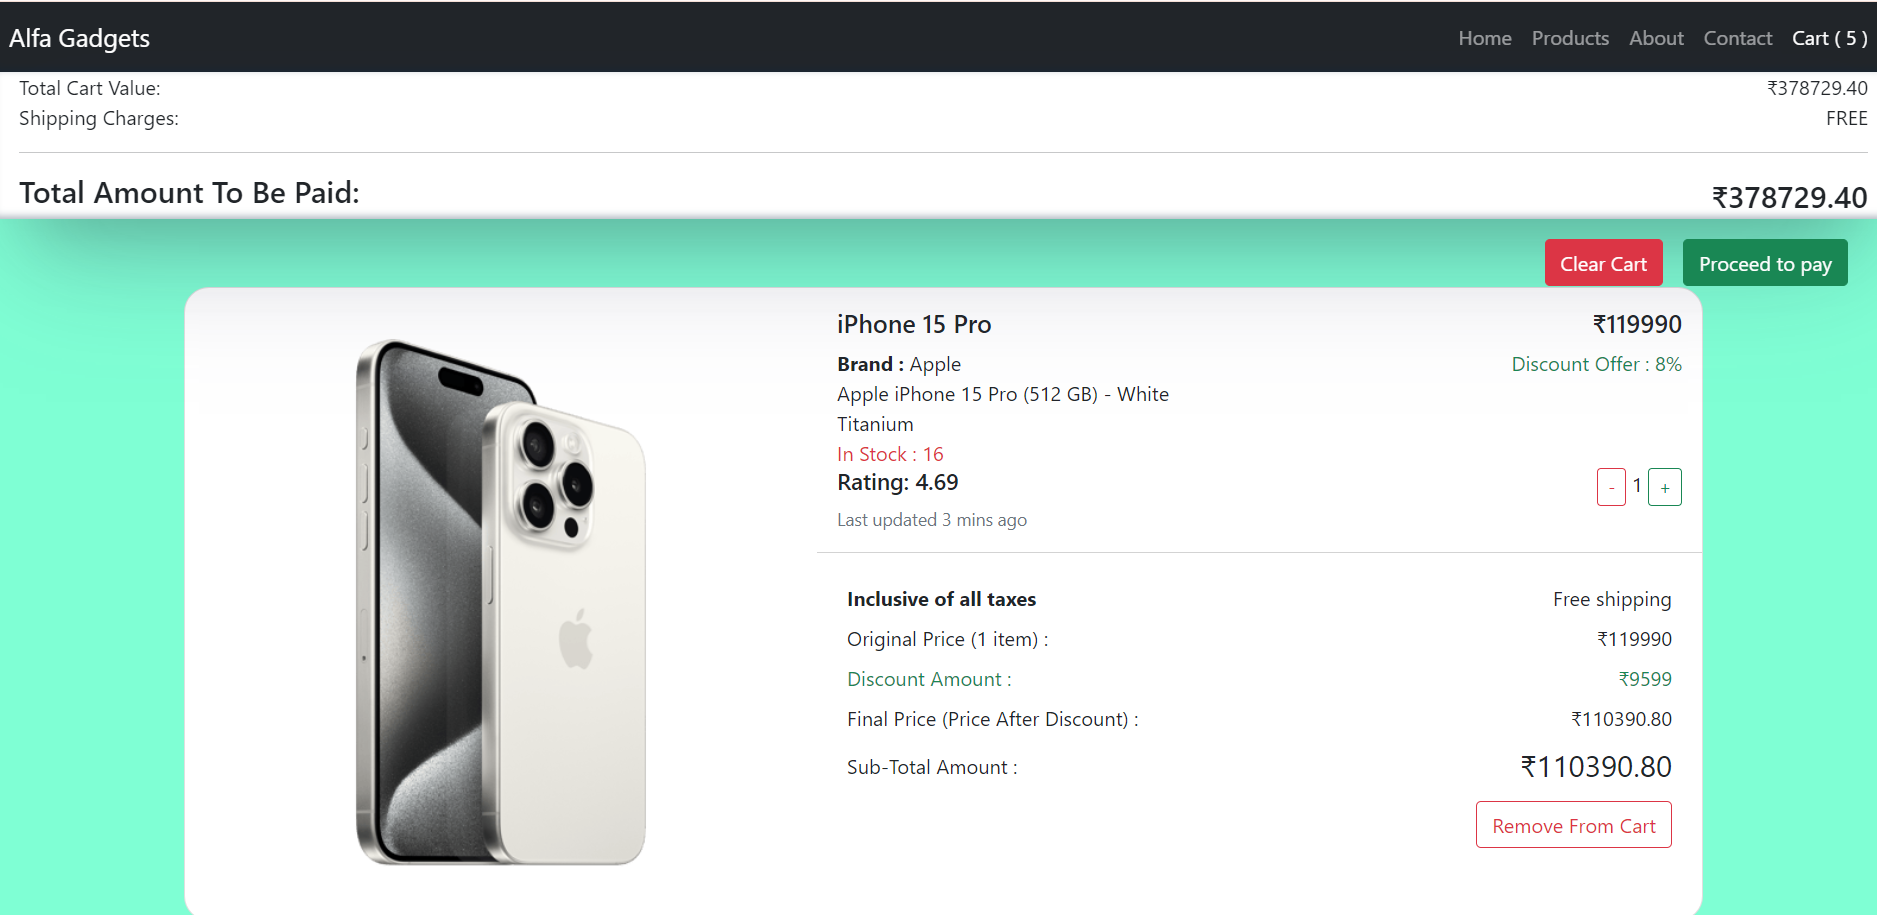 Alfa Gadgets Home Products About Contact Cart ( 5 )
Total Cart Value: ₹378729.40
Shipping Charges: FREE
Total Amount To Be Paid: ₹378729.40
Clear Cart Proceed to pay
iPhone 15 Pro ₹119990
Brand : Apple Discount Offer : 8%
Apple iPhone 15 Pro (512 GB) - White
Titanium
In Stock : 16
Rating: 4.69 - 1 +
Last updated 3 mins ago
Inclusive of all taxes Free shipping
Original Price (1 item) : ₹119990
Discount Amount : ₹9599
Final Price (Price After Discount) : ₹110390.80
Sub-Total Amount : ₹110390.80
Remove From Cart